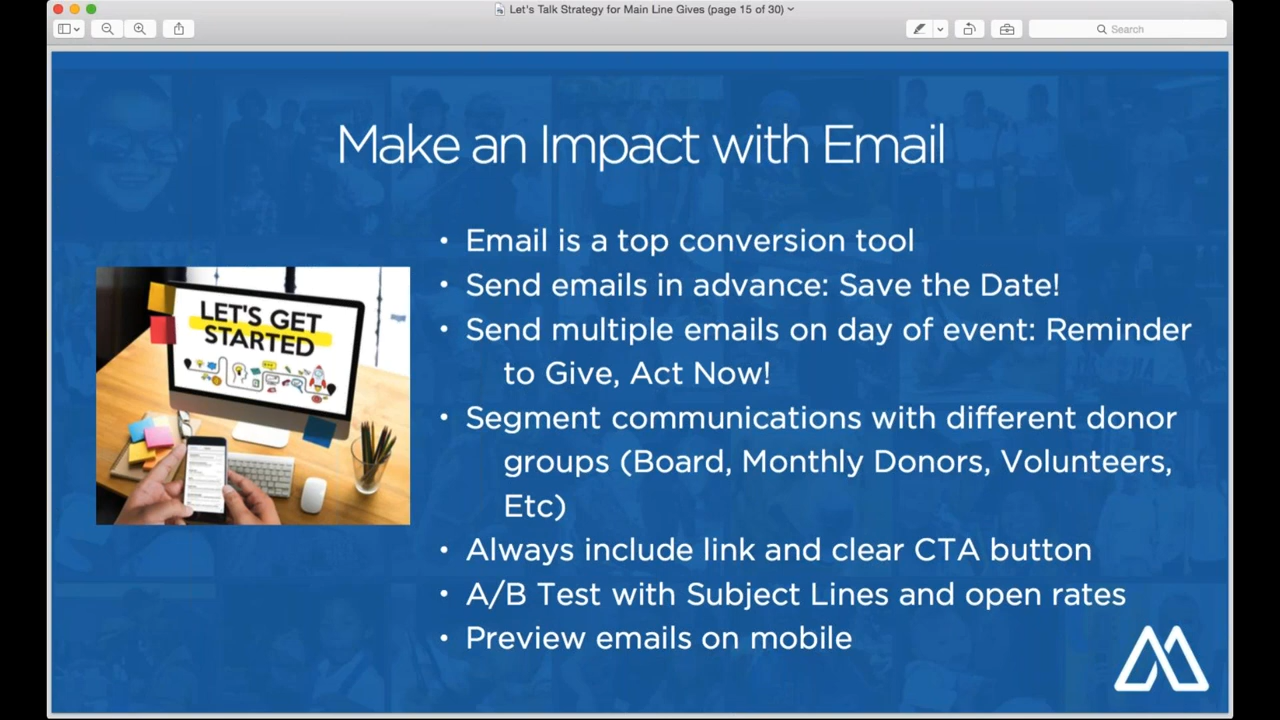 Let's Talk Strategy for Main Line Gives (page 15 of 30)
Search
Make an Impact with Email
• Email is a top conversion tool
• Send emails in advance: Save the Date!
• Send multiple emails on day of event: Reminder
to Give, Act Now!
• Segment communications with different donor
groups (Board, Monthly Donors, Volunteers,
Etc)
• Always include link and clear CTA button
• A/B Test with Subject Lines and open rates
• Preview emails on mobile
LET'S GET
STARTED